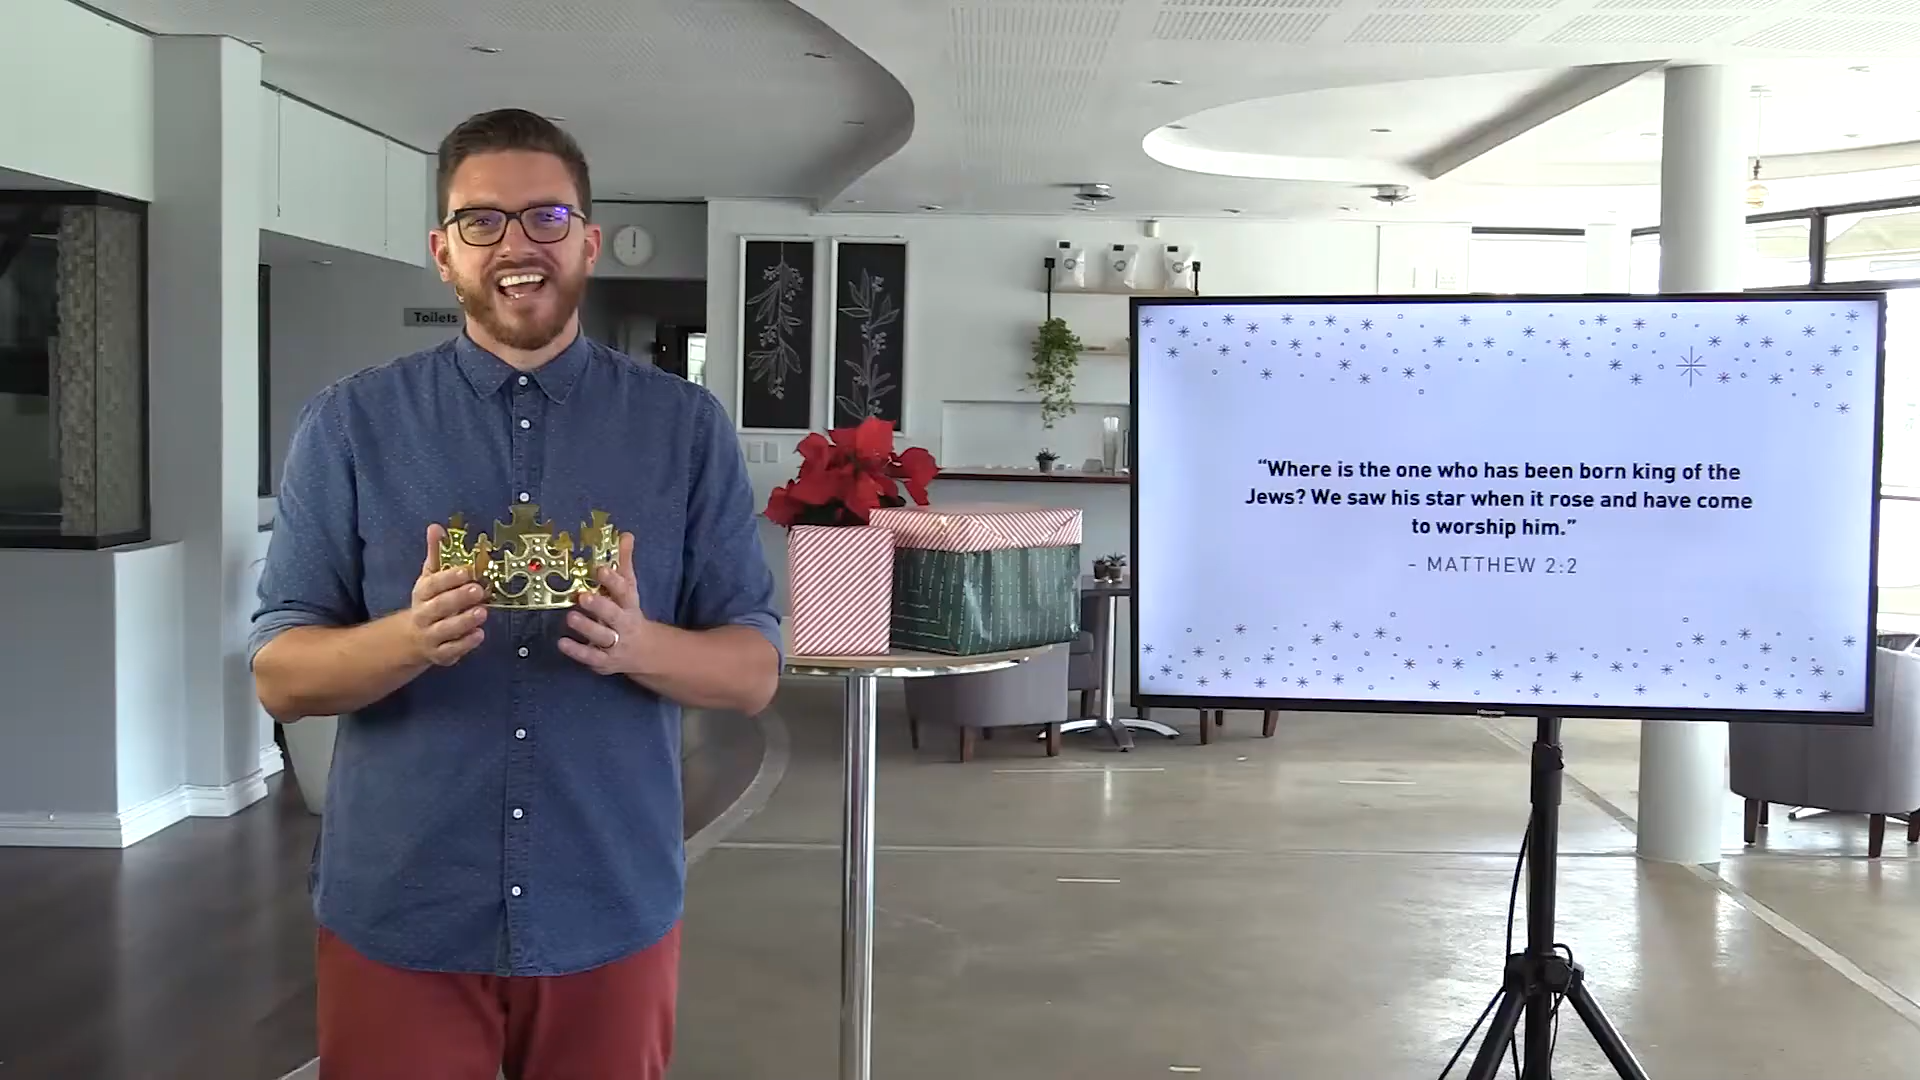 Toilets
“Where is the one who has been born king of the
Jews? We saw his star when it rose and have come
to worship him.”
- MATTHEW 2:2
Hisense